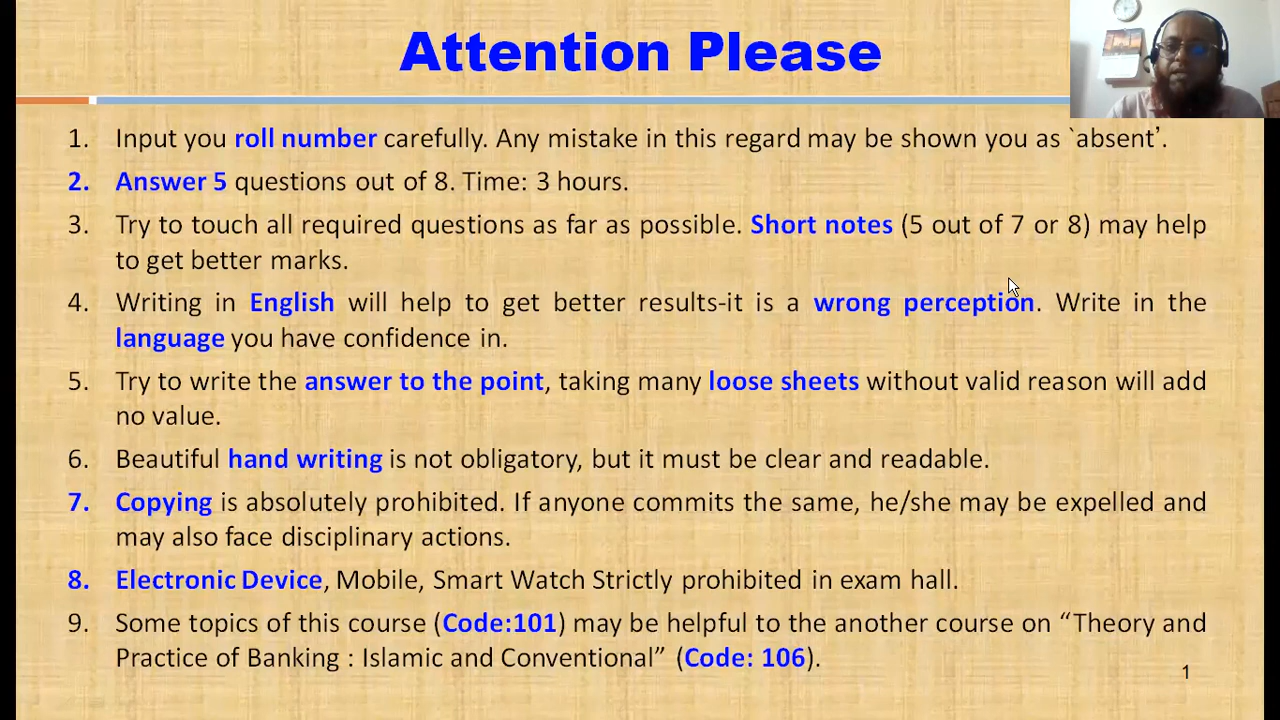 Attention Please
1. Input you roll number carefully. Any mistake in this regard may be shown you as `absent’.
2. Answer 5 questions out of 8. Time: 3 hours.
3. Try to touch all required questions as far as possible. Short notes (5 out of 7 or 8) may help
to get better marks.
4. Writing in English will help to get better results-it is a wrong perception. Write in the
language you have confidence in.
5. Try to write the answer to the point, taking many loose sheets without valid reason will add
no value.
6. Beautiful hand writing is not obligatory, but it must be clear and readable.
7. Copying is absolutely prohibited. If anyone commits the same, he/she may be expelled and
may also face disciplinary actions.
8. Electronic Device, Mobile, Smart Watch Strictly prohibited in exam hall.
9. Some topics of this course (Code:101) may be helpful to the another course on “Theory and
Practice of Banking : Islamic and Conventional” (Code: 106).
1